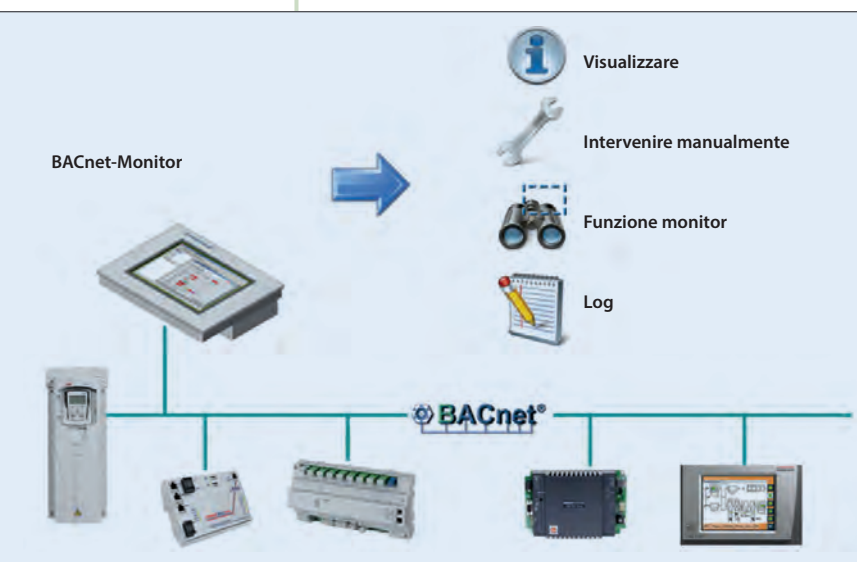 Visualizzare
Intervenire manualmente
BACnet-Monitor
Funzione monitor
Log
BACnet®